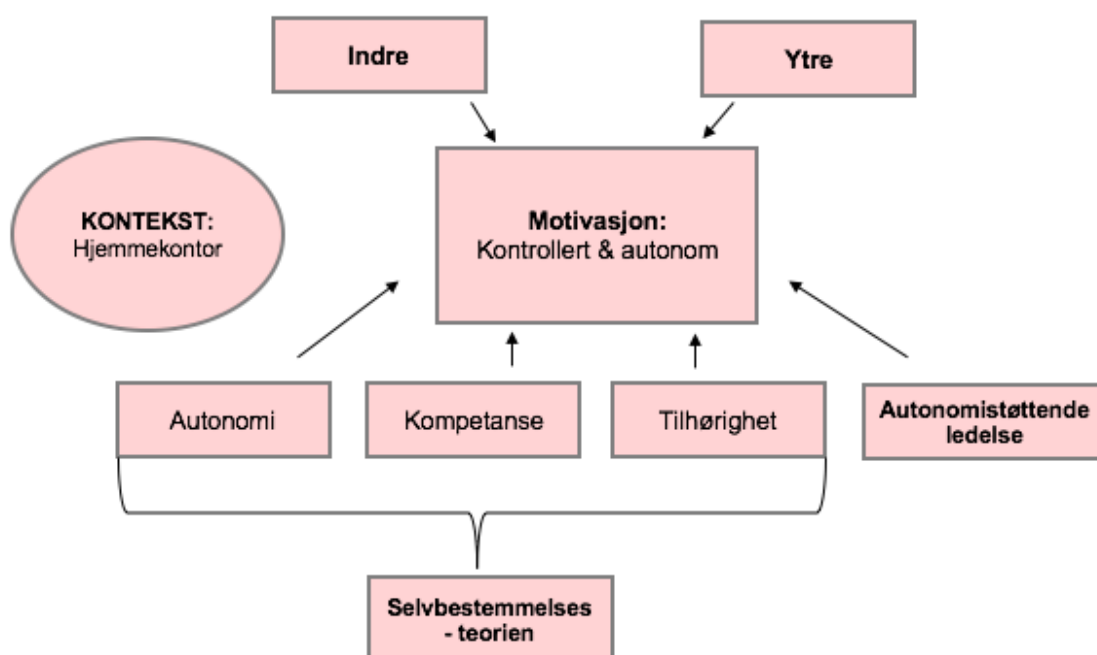 Indre
Ytre
KONTEKST:
Hjemmekontor
Motivasjon:
Kontrollert & autonom
Autonomi
Kompetanse
Tilhørighet
Autonomistøttende
ledelse
Selvbestemmelses
- teorien